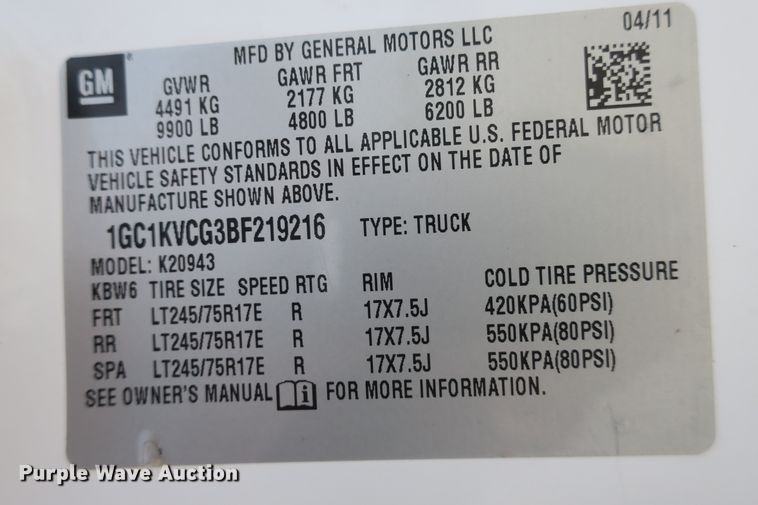 04/11
MFD BY GENERAL MOTORS LLC
GM
GVWR GAWR FRT GAWR RR
4491 KG 2177 KG 2812 KG
9900 LB 4800 LB 6200 LB
THIS VEHICLE CONFORMS TO ALL APPLICABLE U.S. FEDERAL MOTOR
VEHICLE SAFETY STANDARDS IN EFFECT ON THE DATE OF
MANUFACTURE SHOWN ABOVE.
1GC1KVCG3BF219216 TYPE: TRUCK
MODEL: K20943
KBW6 TIRE SIZE SPEED RTG RIM COLD TIRE PRESSURE
FRT LT245/75R17E R 17X7.5J 420KPA(60PSI)
RR LT245/75R17E R 17X7.5J 550KPA(80PSI)
SPA LT245/75R17E R 17X7.5J 550KPA(80PSI)
SEE OWNER'S MANUAL i FOR MORE INFORMATION.
Purple Wave Auction